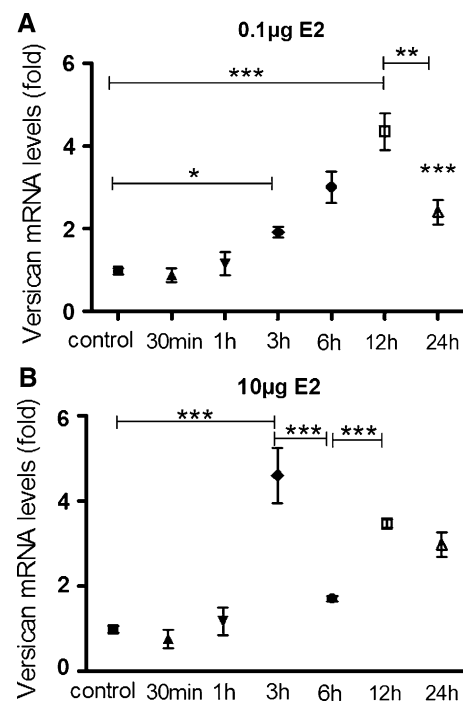 A
0.1µg E2
Versican mRNA levels (fold)
6
4
2
0
***
**
*
***
control 30min 1h 3h 6h 12h 24h
B
10µg E2
Versican mRNA levels (fold)
6
4
2
0
***
*** ***
control 30min 1h 3h 6h 12h 24h